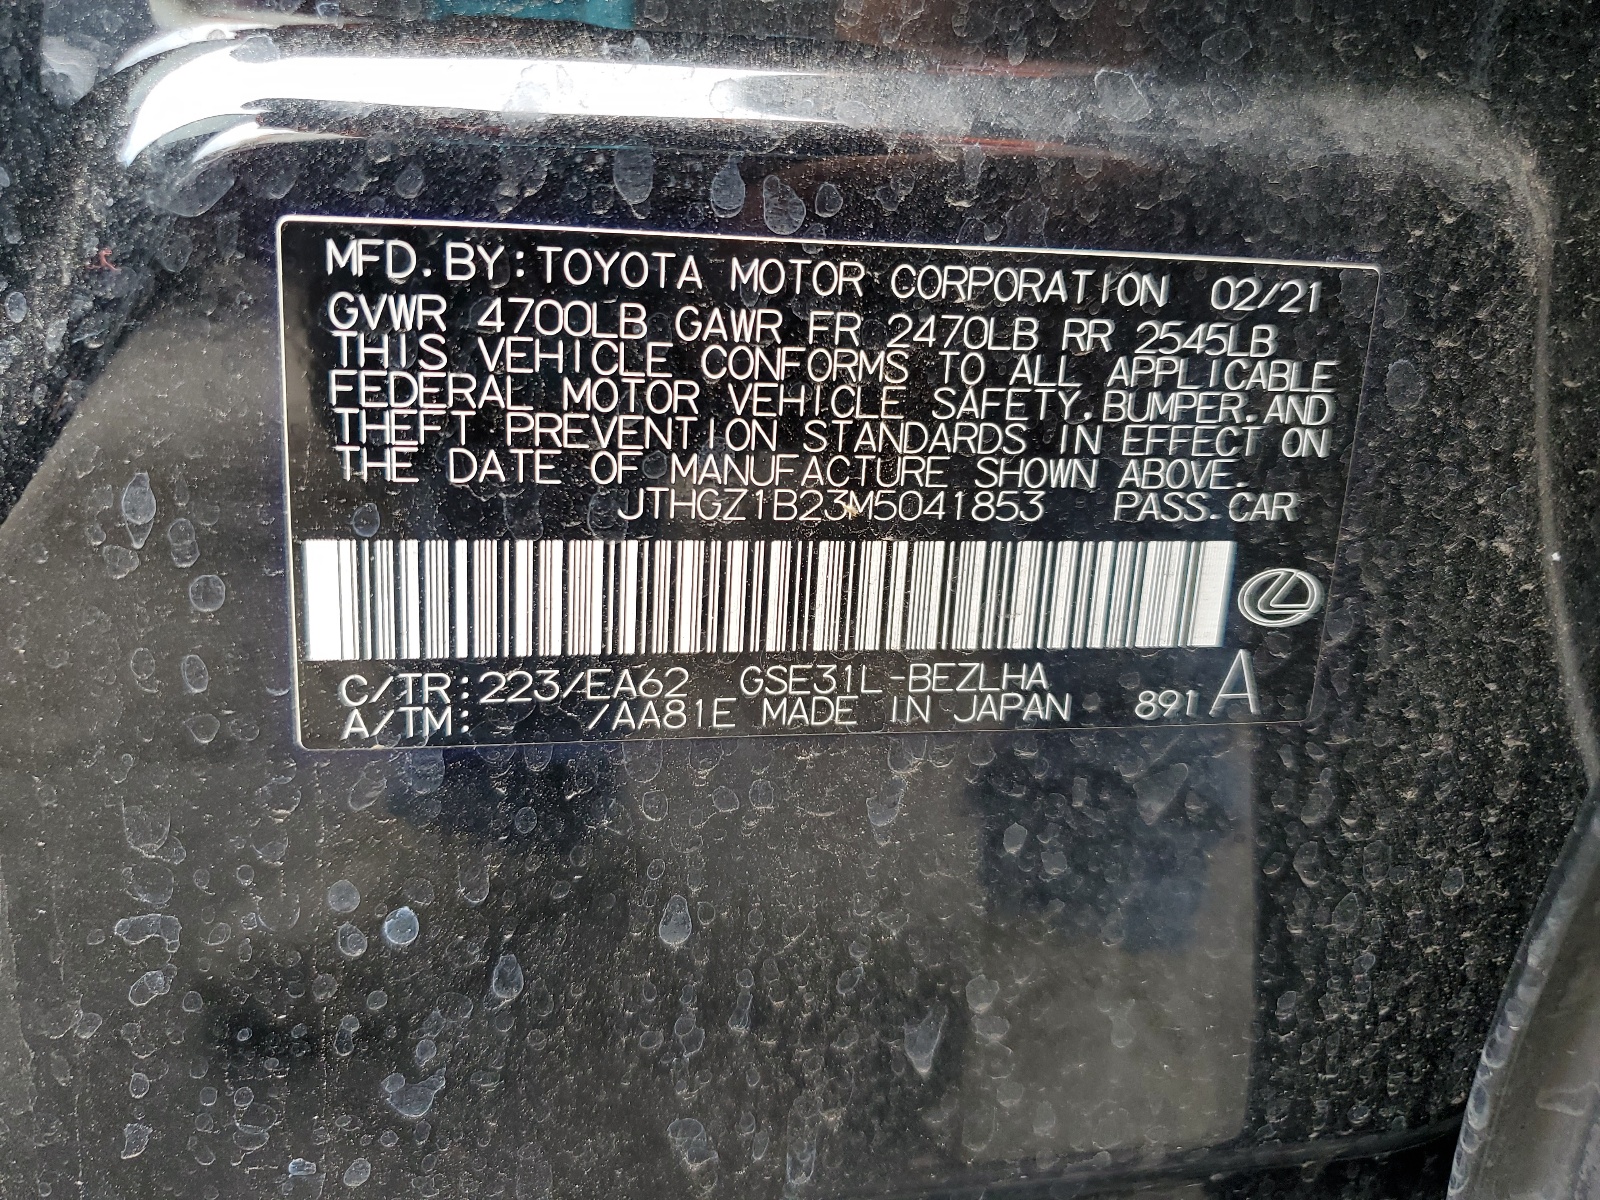 MFD. BY: TOYOTA MOTOR CORPORATION 02/21
GVWR 4700LB GAWR FR 2470LB RR 2545LB
THIS VEHICLE CONFORMS TO ALL APPLICABLE
FEDERAL MOTOR VEHICLE SAFETY, BUMPER, AND
THEFT PREVENTION STANDARDS IN EFFECT ON
THE DATE OF MANUFACTURE SHOWN ABOVE.
JTHGZ1B23M5041853 PASS. CAR
C/TR: 223/EA62 GSE31L-BEZLHA
A/TM: /AA81E MADE IN JAPAN 891 A